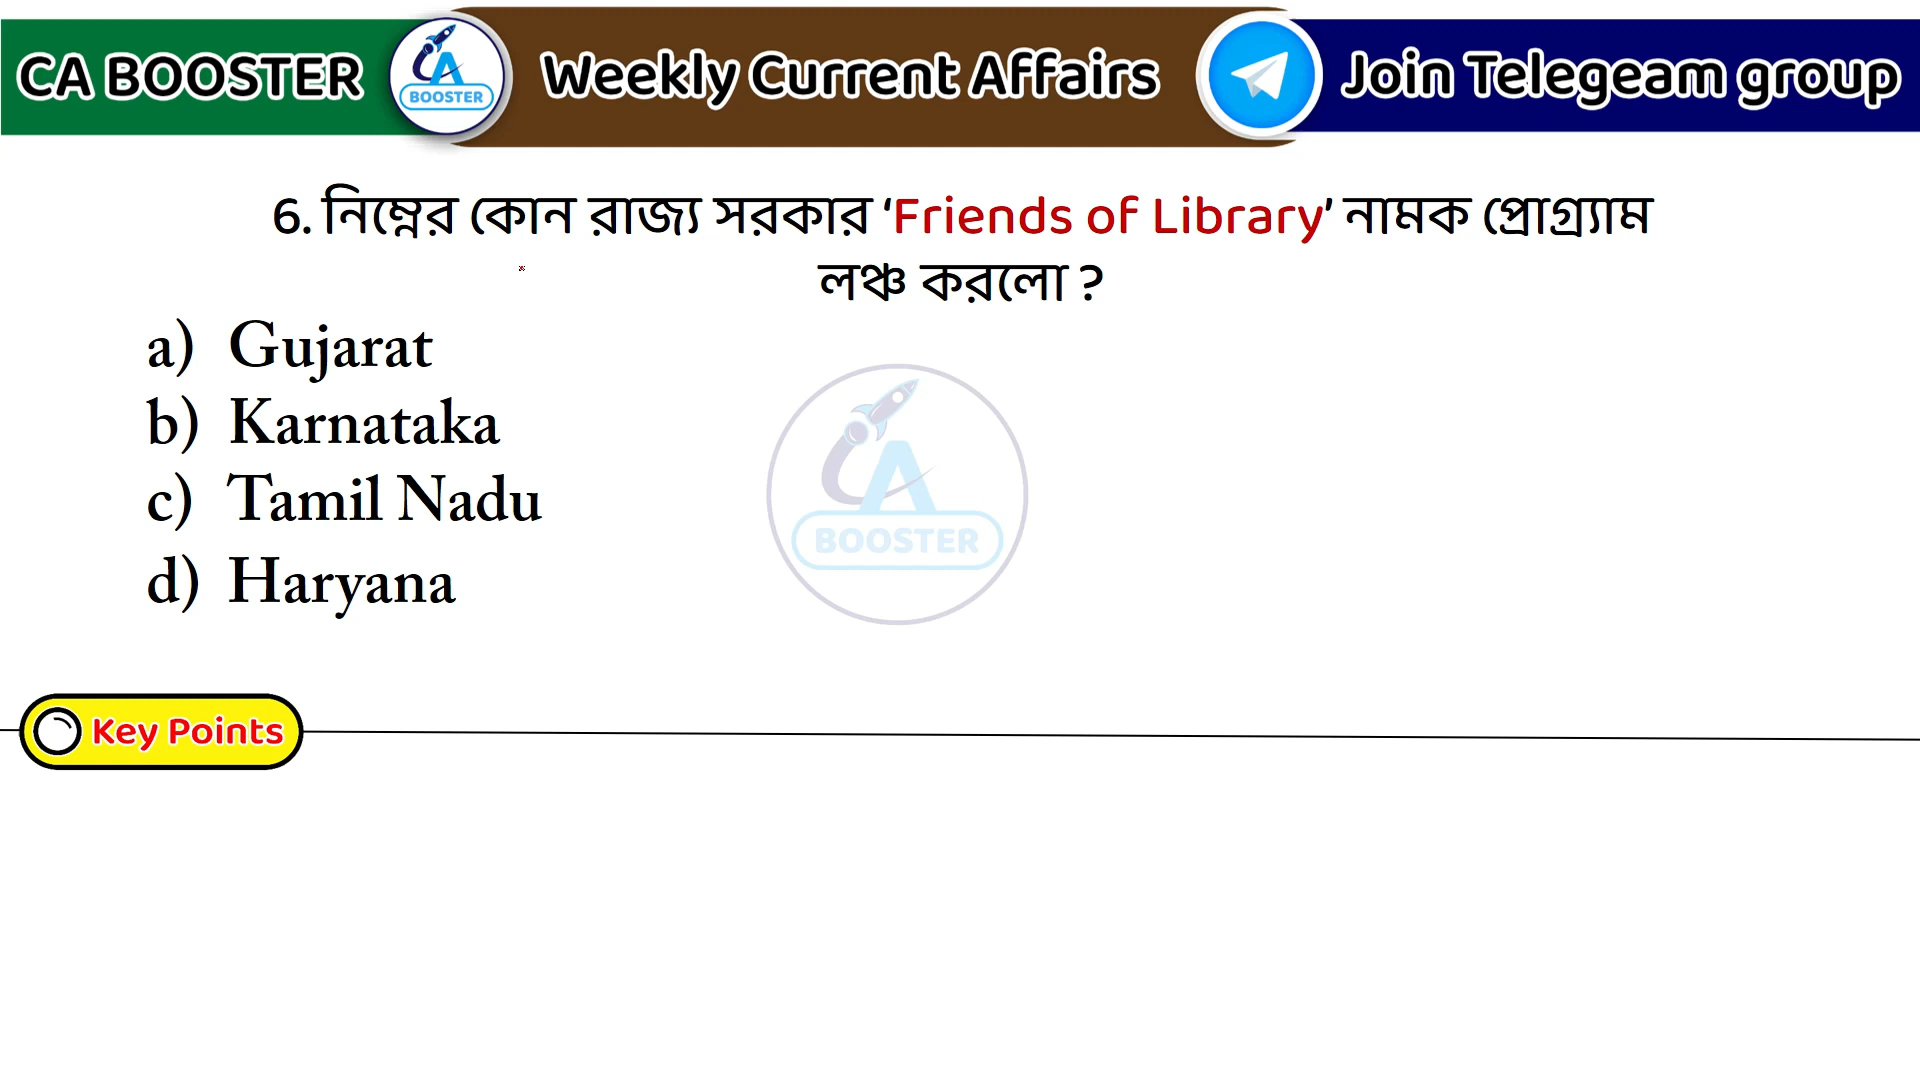 CA BOOSTER
A BOOSTER
Weekly Current Affairs
Join Telegeam group
6. নিম্নের কোন রাজ্য সরকার ‘Friends of Library’ নামক প্রোগ্র্যাম
লঞ্চ করলো ?
a) Gujarat
b) Karnataka
c) Tamil Nadu
d) Haryana
CA
BOOSTER
Key Points